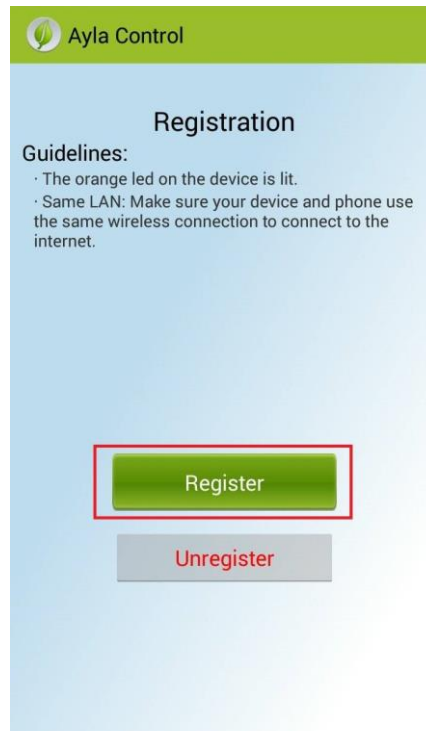 Ayla Control
Registration
Guidelines:
· The orange led on the device is lit.
· Same LAN: Make sure your device and phone use
the same wireless connection to connect to the
internet.
Register
Unregister